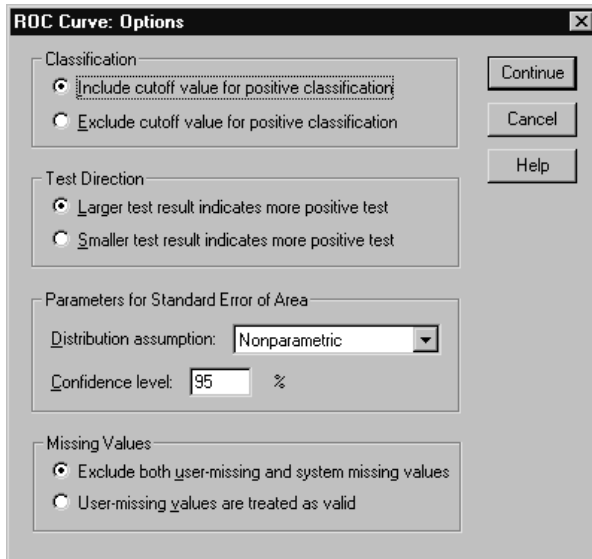 ROC Curve: Options
Classification
Include cutoff value for positive classification
Exclude cutoff value for positive classification
Continue
Cancel
Help
Test Direction
Larger test result indicates more positive test
Smaller test result indicates more positive test
Parameters for Standard Error of Area
Distribution assumption: Nonparametric
Confidence level: 95 %
Missing Values
Exclude both user-missing and system missing values
User-missing values are treated as valid